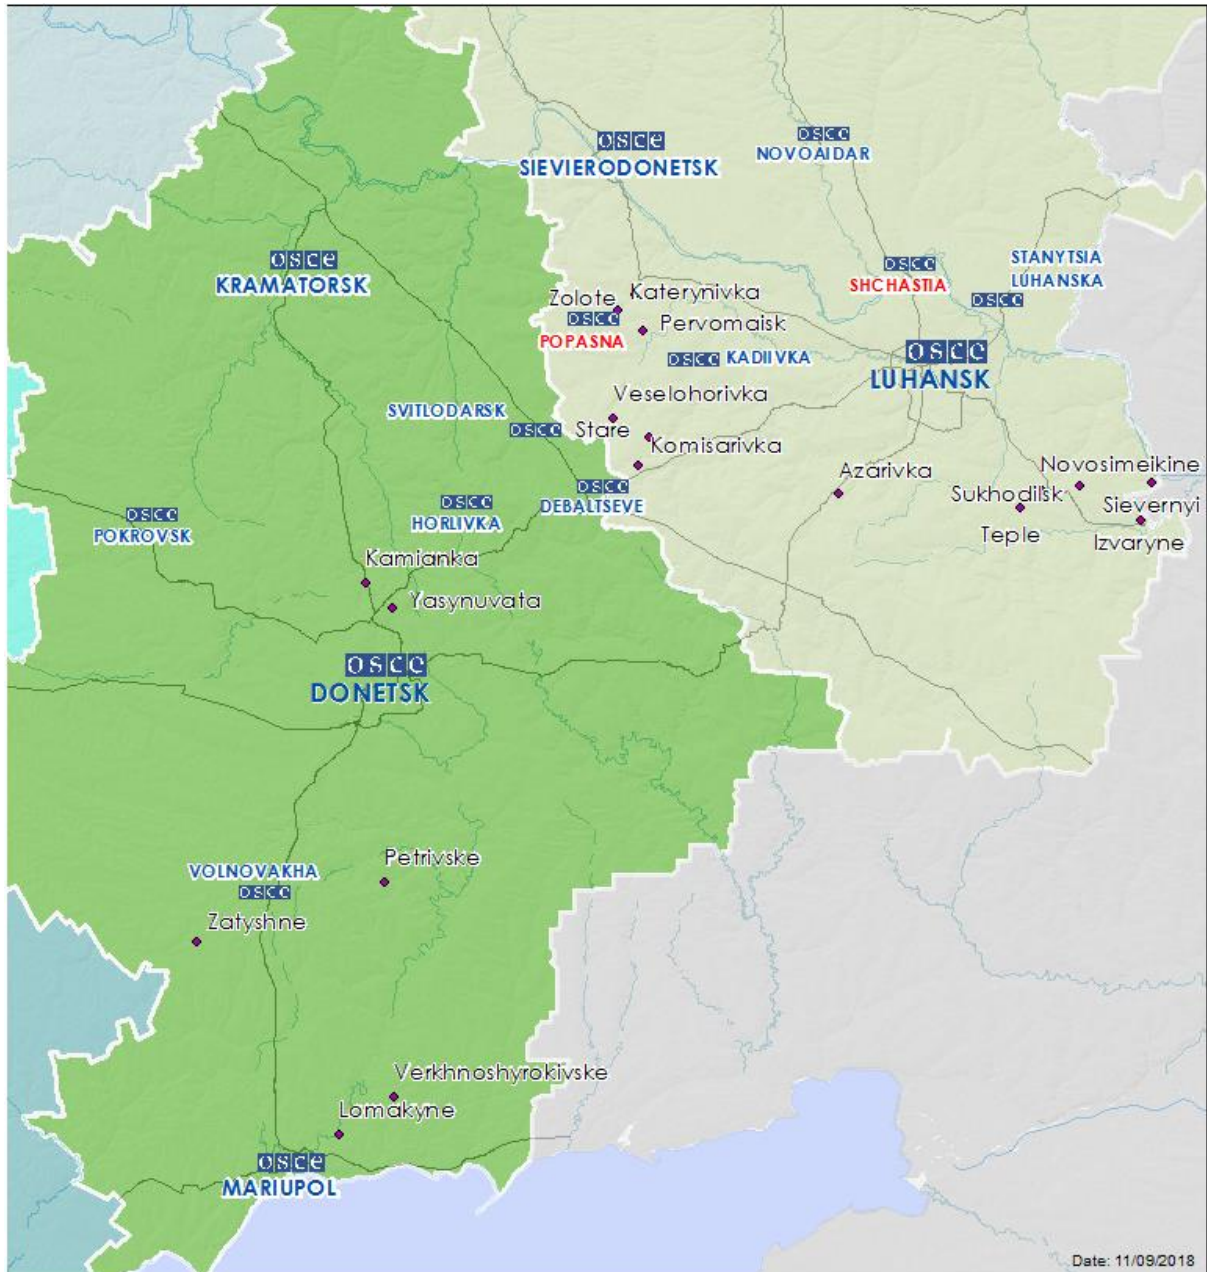 osce
SIEVIERODONETSK
osce
NOVOAIDAR
osce
KRAMATORSK
osce
SHCHASTIA
STANYTSIA
LUHANSKA
osce
Zolote
Katerynivka
osce
POPASNA
Pervomaisk
osce
KADIIVKA
osce
LUHANSK
Veselohorivka
SVITLODARSK
osce
Stare
Komisarivka
Azarivka
Novosimeikine
Sukhodilsk
Sievernyi
Teple
Izvaryne
osce
DEBALTSEVE
osce
HORLIVKA
osce
POKROVSK
Kamianka
Yasynuvata
osce
DONETSK
Petrivske
VOLNOVAKHA
osce
Zatyshne
Verkhnoshyrokivske
Lomakyne
osce
MARIUPOL
Date: 11/09/2018